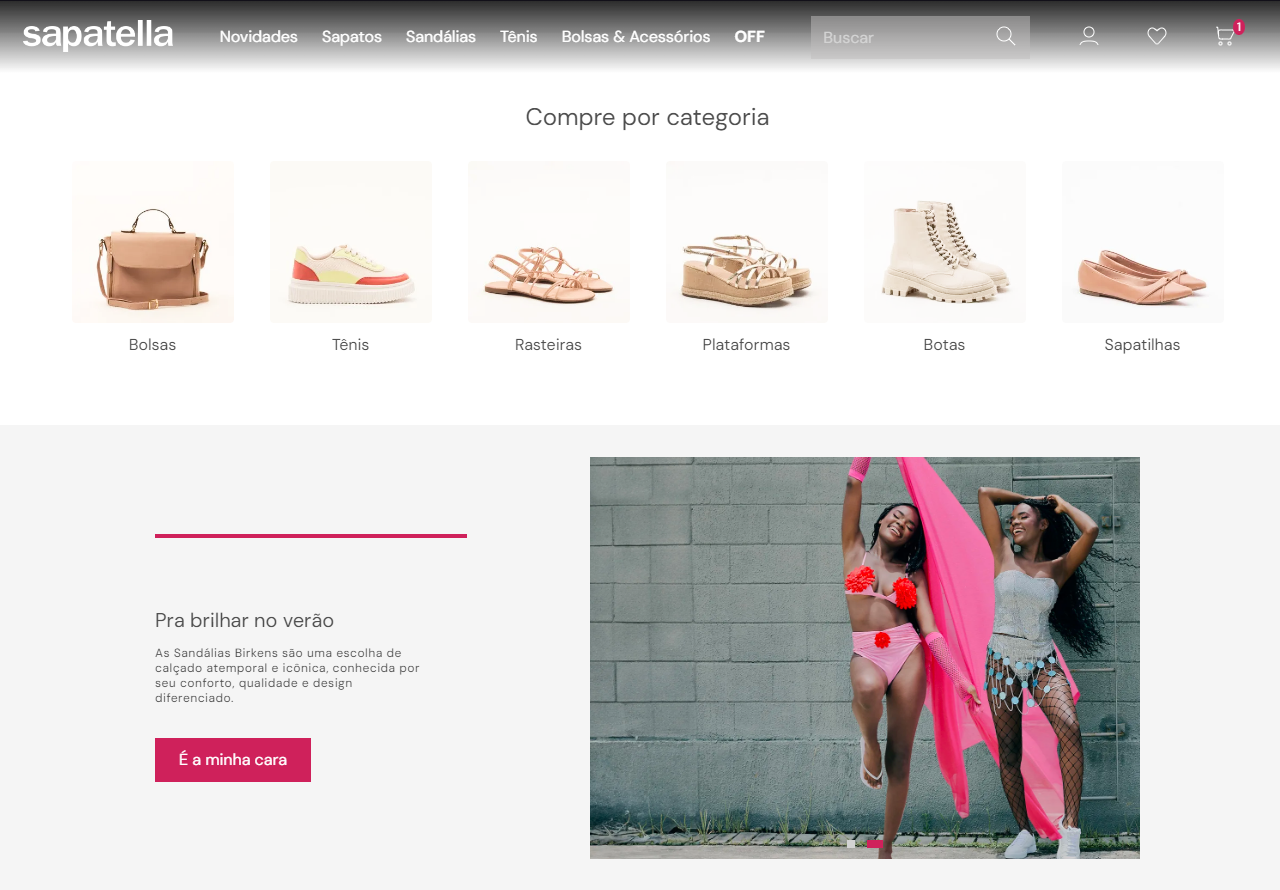 sapatella
Novidades Sapatos Sandálias Tênis Bolsas & Acessórios OFF
Buscar
1
Compre por categoria
Bolsas Tênis Rasteiras Plataformas Botas Sapatilhas
Pra brilhar no verão
As Sandálias Birkens são uma escolha de
calçado atemporal e icônica, conhecida por
seu conforto, qualidade e design
diferenciado.
É a minha cara